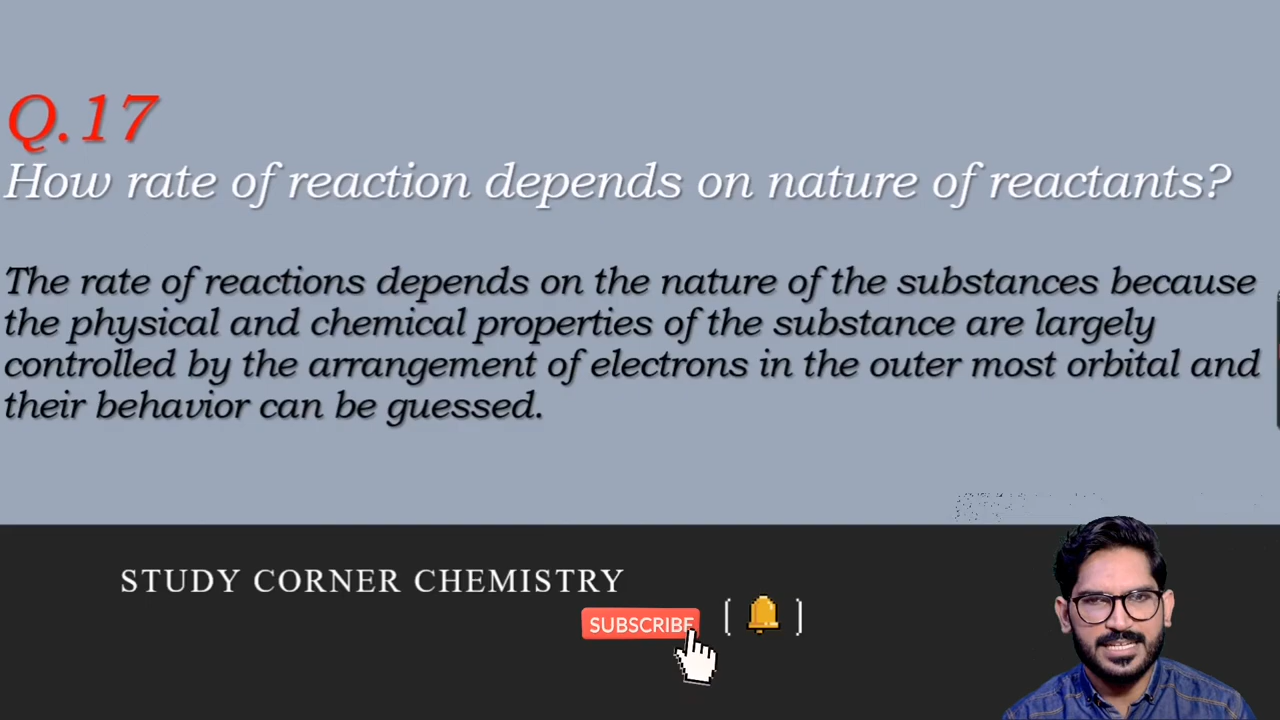 Q.17
How rate of reaction depends on nature of reactants?
The rate of reactions depends on the nature of the substances because
the physical and chemical properties of the substance are largely
controlled by the arrangement of electrons in the outer most orbital and
their behavior can be guessed.
STUDY CORNER CHEMISTRY
SUBSCRIBE